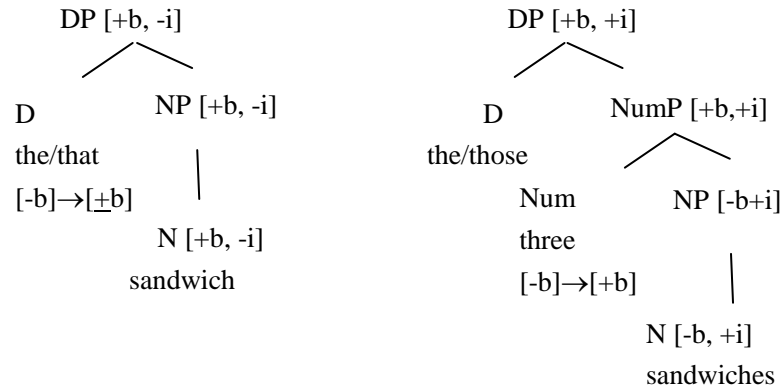 DP [+b, -i]
D
the/that
[-b]→[±b]
NP [+b, -i]
N [+b, -i]
sandwich
DP [+b, +i]
D
the/those
NumP [+b,+i]
Num
three
[-b]→[+b]
NP [-b+i]
N [-b, +i]
sandwiches